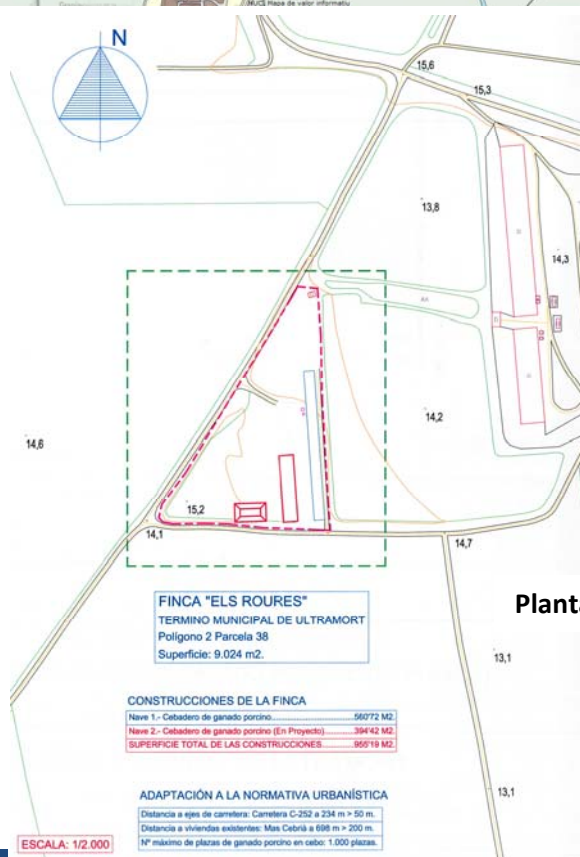 NUCS Mapa de valor informatiu
N
15,6
15,3
13,8
14,3
14,2
14,6
15,2
14,1
14,7
Planta
13,1
FINCA "ELS ROURES"
TERMINO MUNICIPAL DE ULTRAMORT
Polígono 2 Parcela 38
Superficie: 9.024 m2.
CONSTRUCCIONES DE LA FINCA
Nave 1.- Cebadero de ganado porcino.....................560'72 M2.
Nave 2.- Cebadero de ganado porcino (En Proyecto).........394'42 M2.
SUPERFICIE TOTAL DE LAS CONSTRUCCIONES.........955'19 M2.
13,1
ADAPTACIÓN A LA NORMATIVA URBANÍSTICA
Distancia a ejes de carretera: Carretera C-252 a 234 m > 50 m.
Distancia a viviendas existentes: Mas Cebrià a 698 m > 200 m.
Nº máximo de plazas de ganado porcino en cebo: 1.000 plazas.
ESCALA: 1/2.000